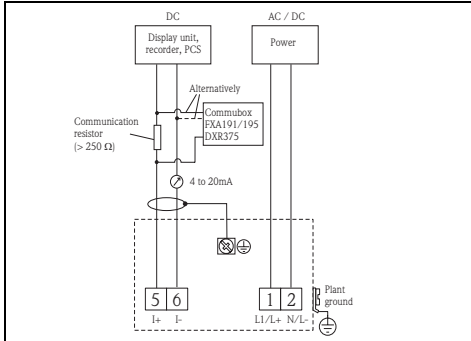 DC
AC / DC
Display unit,
recorder, PCS
Power
Alternatively
Communication
resistor
(> 250 Ω)
Commubox
FXA191/195
DXR375
4 to 20mA
5 6
1 2
I+ I-
L1/L+ N/L-
Plant
ground